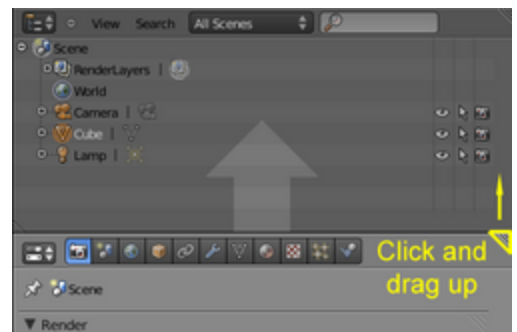 View Search All Scenes
Scene
RenderLayers |
World
Camera |
Cube |
Lamp |
Click and
drag up
Scene
Render